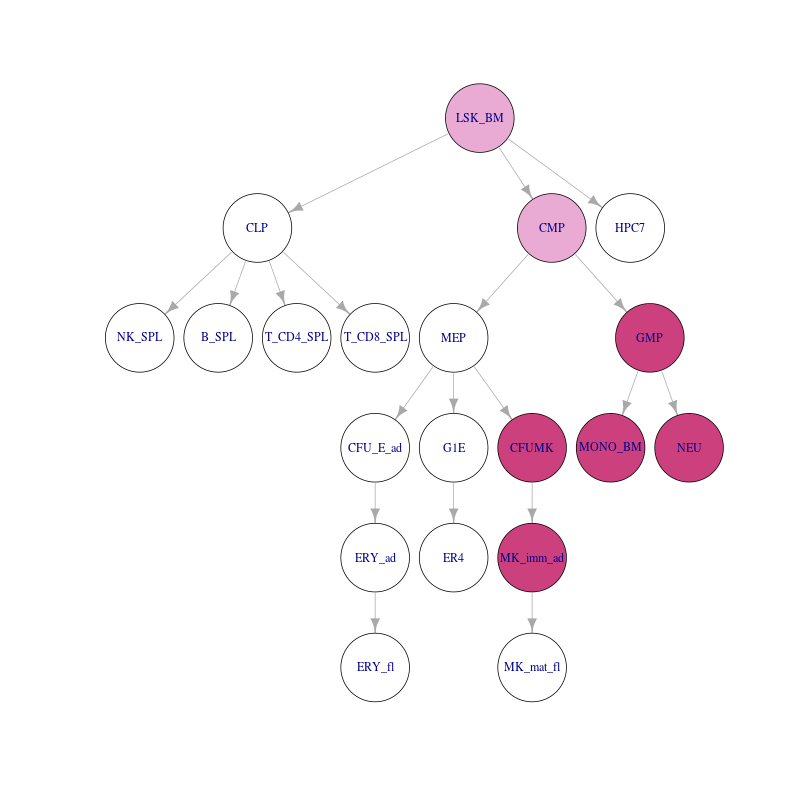 LSK_BM
CLP
CMP
HPC7
NK_SPL
B_SPL
T_CD4_SPL
T_CD8_SPL
MEP
GMP
CFU_E_ad
G1E
CFUMK
MONO_BM
NEU
ERY_ad
ER4
MK_imm_ad
ERY_fl
MK_mat_fl